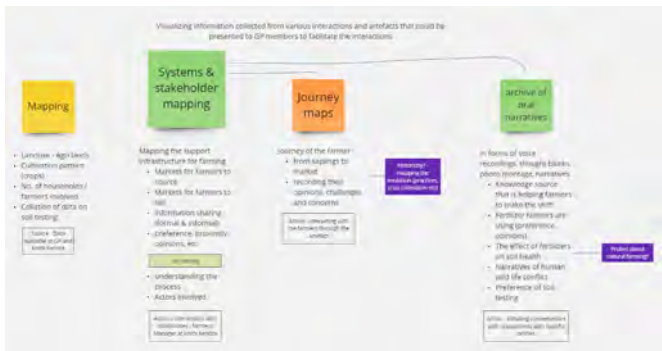 Visualizing information collected from various interactions and artefacts that could be
presented to GP members to facilitate the interactions
Mapping
• Landuse - Agri lands
• Cultivation pattern
(crops)
• No. of households /
farmers involved
• Collation of data on
soil testing
Systems &
stakeholder
mapping
Mapping the support
infrastructure for farming
• Markets for farmers to
source
• Markets for farmers to
sell
• Information sharing
(formal & informal)
• preference, proximity,
opinions, etc
• Understanding the
process
• Actors involved
Journey
maps
Journey of the farmer
• from saplings to
market
• recording their
opinions, challenges
and concerns
archive of
oral
narratives
In forms of voice
recordings, thought blanks,
photo montage, narratives
• Knowledge source
that is helping farmers
to make the shift
• Fertilizer farmers are
using (preference,
opinions)
• The effect of fertilizers
on soil health
• Narratives of human
wild life conflict
• Preference of soil
testing
Probes about
natural farming?